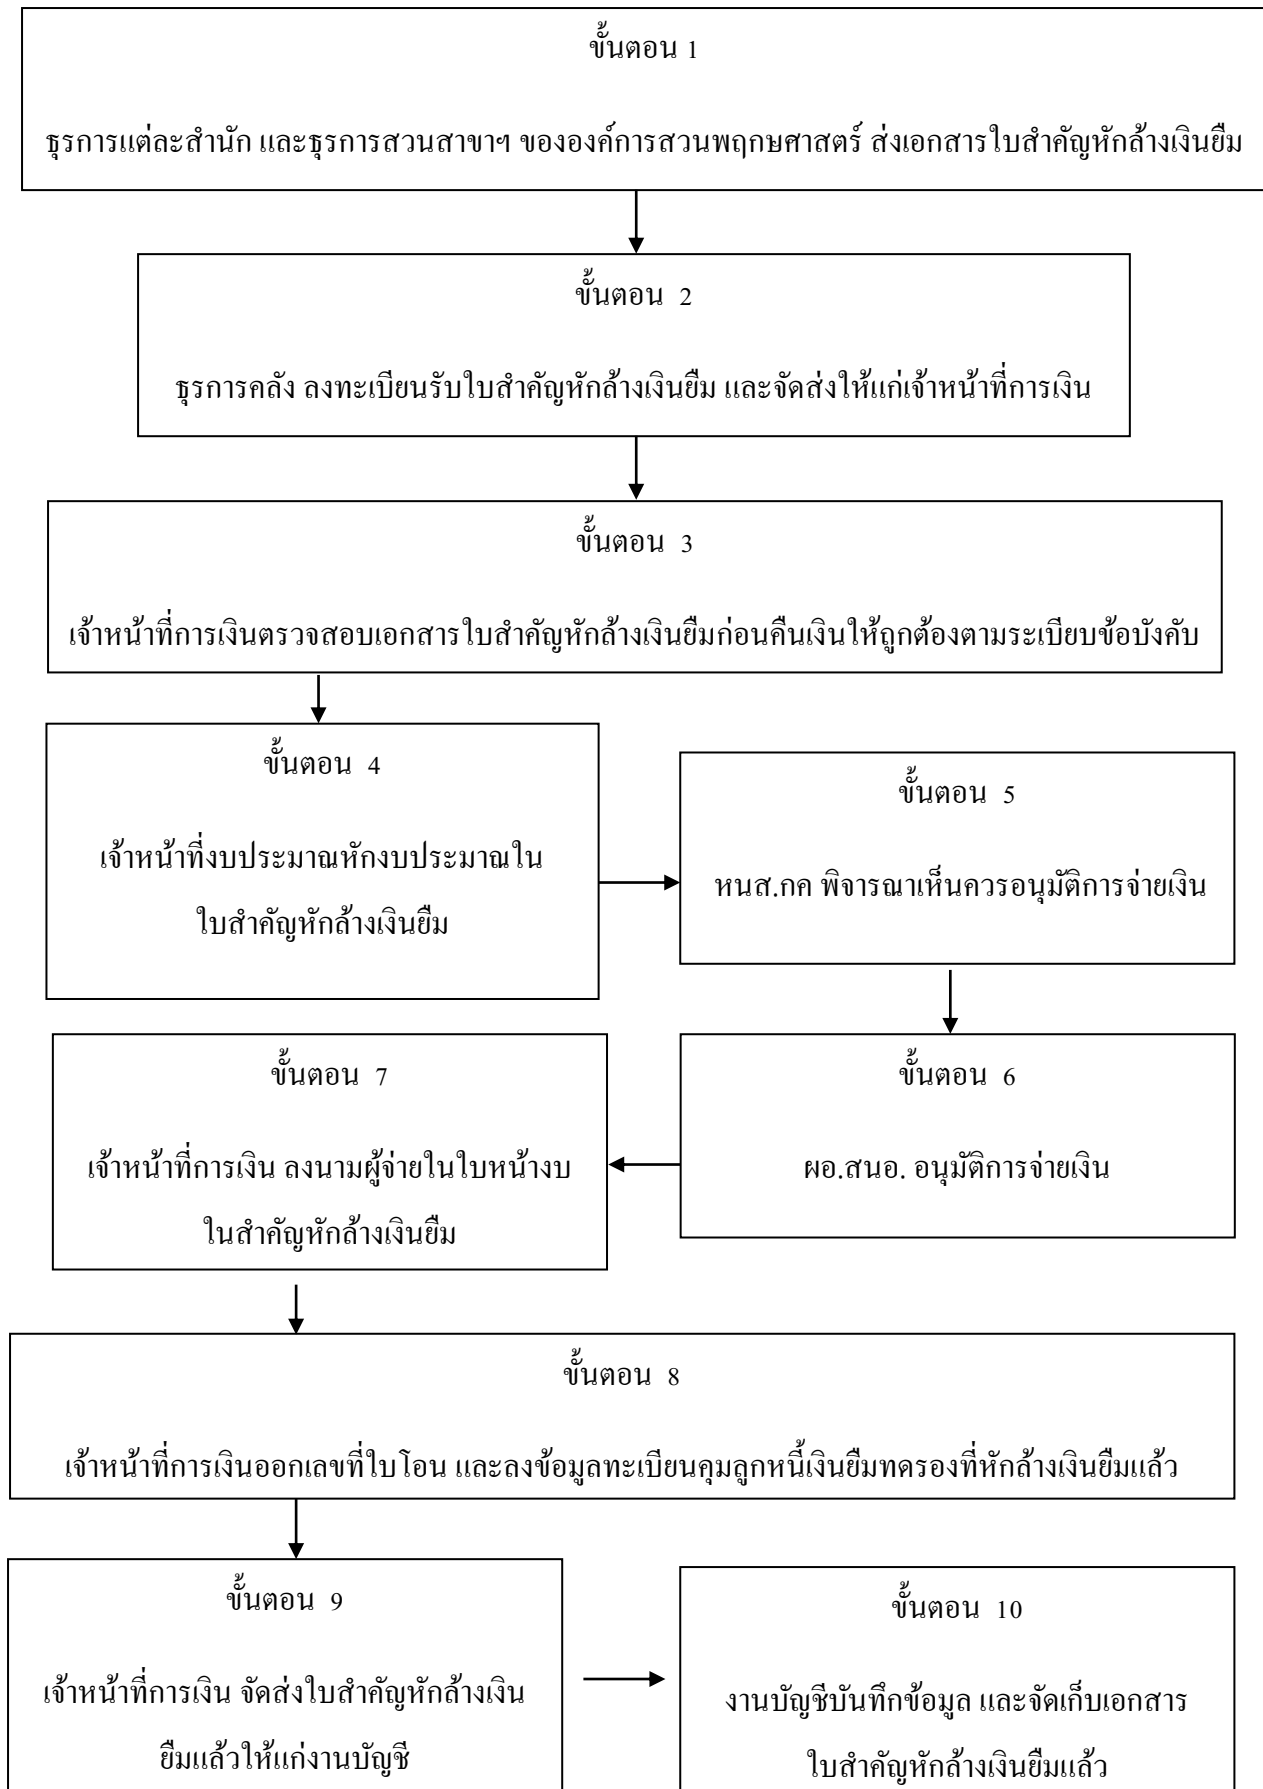 ขั้นตอน 1
ธุรการแต่ละสำนัก และธุรการสวนสาขาฯ ขององค์การสวนพฤกษศาสตร์ ส่งเอกสารใบสำคัญหักล้างเงินยืม
ขั้นตอน 2
ธุรการคลัง ลงทะเบียนรับใบสำคัญหักล้างเงินยืม และจัดส่งให้แก่เจ้าหน้าที่การเงิน
ขั้นตอน 3
เจ้าหน้าที่การเงินตรวจสอบเอกสารใบสำคัญหักล้างเงินยืมก่อนคืนเงินให้ถูกต้องตามระเบียบข้อบังคับ
ขั้นตอน 4
เจ้าหน้าที่งบประมาณหักงบประมาณใน
ใบสำคัญหักล้างเงินยืม
ขั้นตอน 5
หนส.กค พิจารณาเห็นควรอนุมัติการจ่ายเงิน
ขั้นตอน 6
ผอ.สนอ. อนุมัติการจ่ายเงิน
ขั้นตอน 7
เจ้าหน้าที่การเงิน ลงนามผู้จ่ายในใบหน้างบ
ในสำคัญหักล้างเงินยืม
ขั้นตอน 8
เจ้าหน้าที่การเงินออกเลขที่ใบโอน และลงข้อมูลทะเบียนคุมลูกหนี้เงินยืมทดรองที่หักล้างเงินยืมแล้ว
ขั้นตอน 9
เจ้าหน้าที่การเงิน จัดส่งใบสำคัญหักล้างเงิน
ยืมแล้วให้แก่งานบัญชี
ขั้นตอน 10
งานบัญชีบันทึกข้อมูล และจัดเก็บเอกสาร
ใบสำคัญหักล้างเงินยืมแล้ว